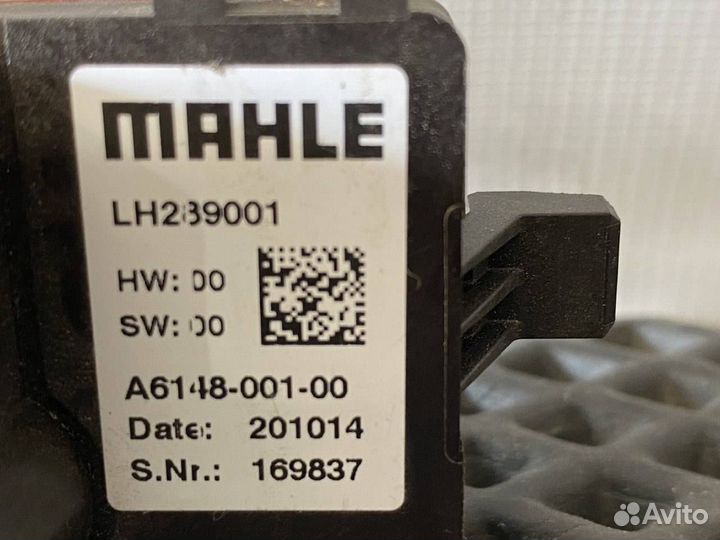 MAHLE
LH289001
HW: 00
SW: 00
A6148-001-00
Date: 201014
S.Nr.: 169837
Avito